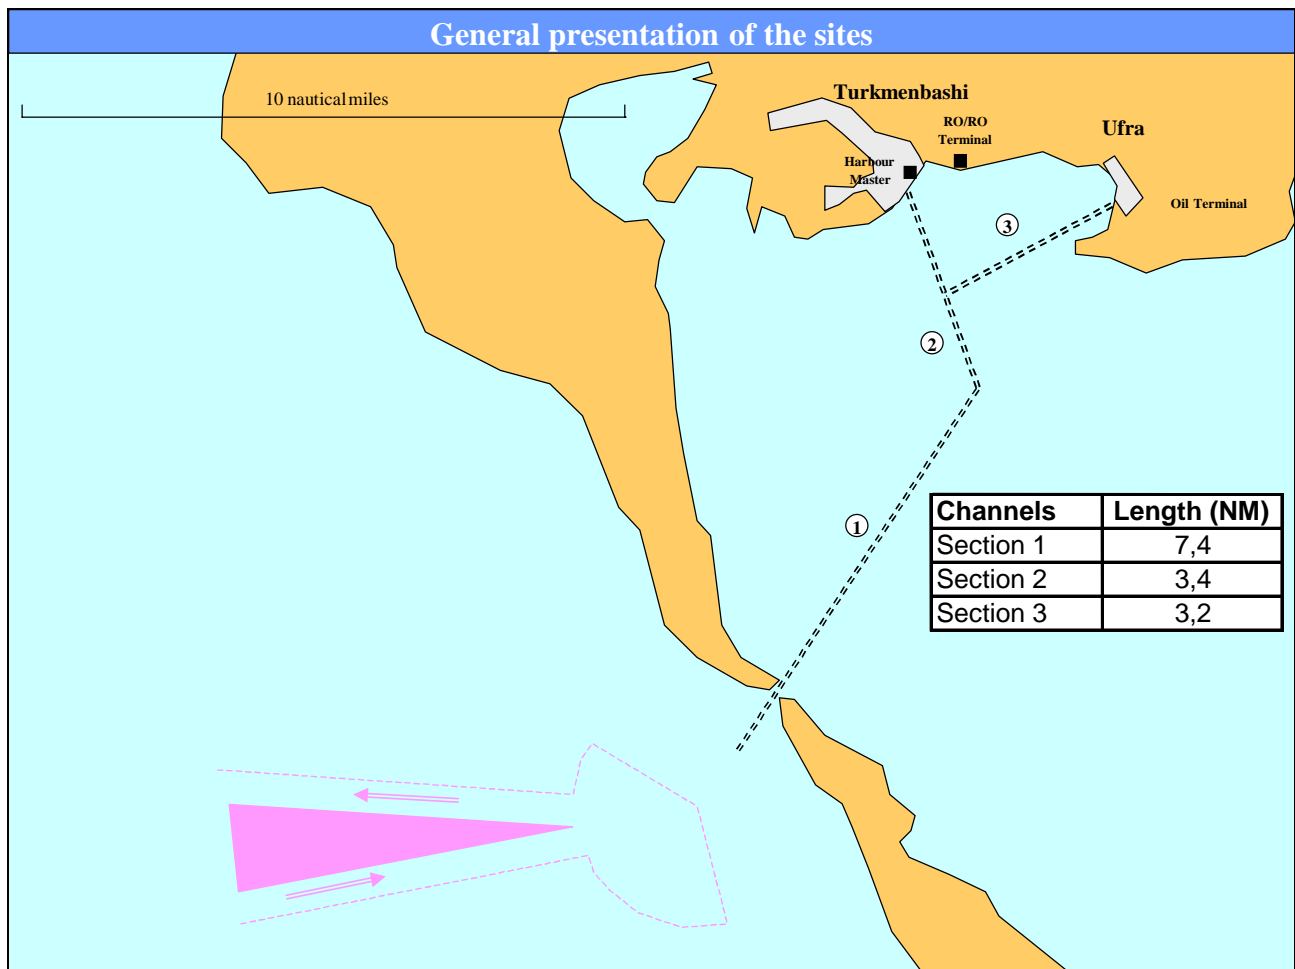 General presentation of the sites
10 nautical miles
Turkmenbashi
RO/RO
Terminal
Ufra
Harbour
Master
Oil Terminal
3
2
1
Channels Length (NM)
Section 1 7,4
Section 2 3,4
Section 3 3,2